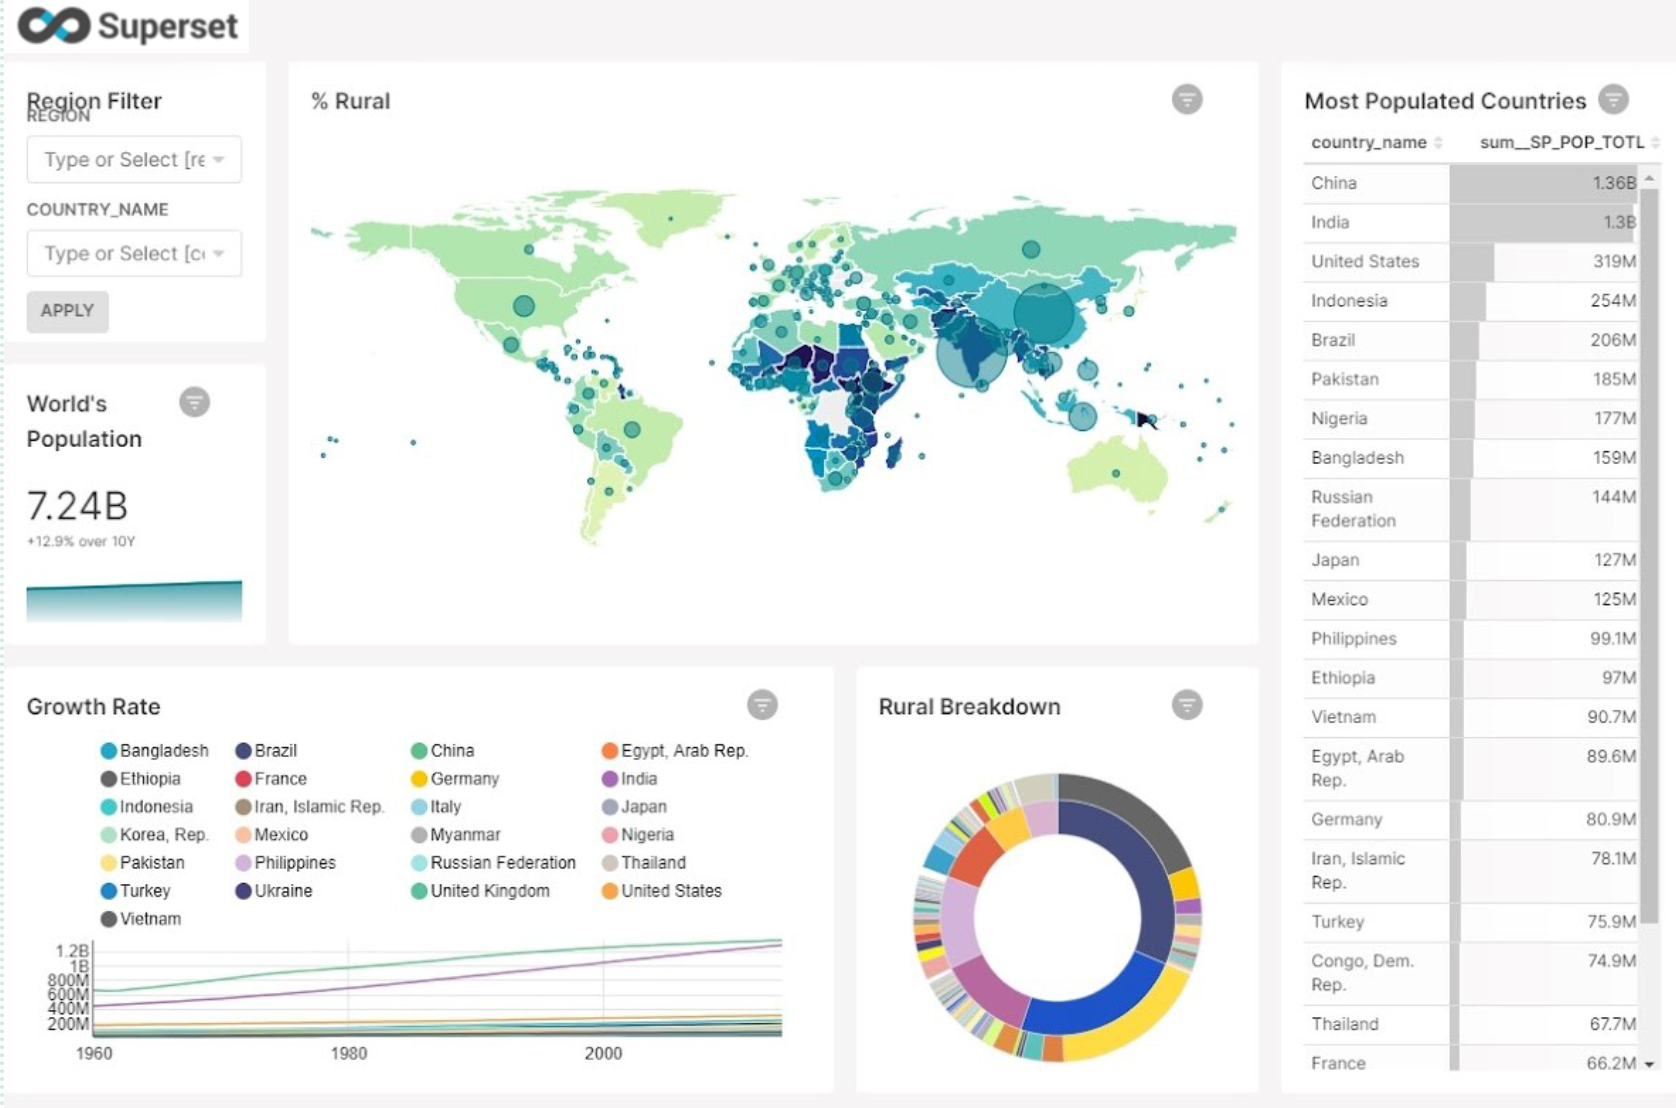 Superset
Region Filter
REGION
Type or Select [re
COUNTRY_NAME
Type or Select [c
APPLY
World's
Population
7.24B
+12.9% over 10Y
% Rural
Most Populated Countries
country_name sum__SP_POP_TOTL
China 1.36B
India 1.3B
United States 319M
Indonesia 254M
Brazil 206M
Pakistan 185M
Nigeria 177M
Bangladesh 159M
Russian
Federation 144M
Japan 127M
Mexico 125M
Philippines 99.1M
Ethiopia 97M
Vietnam 90.7M
Egypt, Arab
Rep. 89.6M
Germany 80.9M
Iran, Islamic
Rep. 78.1M
Turkey 75.9M
Congo, Dem.
Rep. 74.9M
Thailand 67.7M
France 66.2M
Growth Rate
Bangladesh Brazil China Egypt, Arab Rep.
Ethiopia France Germany India
Indonesia Iran, Islamic Rep. Italy Japan
Korea, Rep. Mexico Myanmar Nigeria
Pakistan Philippines Russian Federation Thailand
Turkey Ukraine United Kingdom United States
Vietnam
1.2B
1B
800M
600M
400M
200M
1960 1980 2000
Rural Breakdown